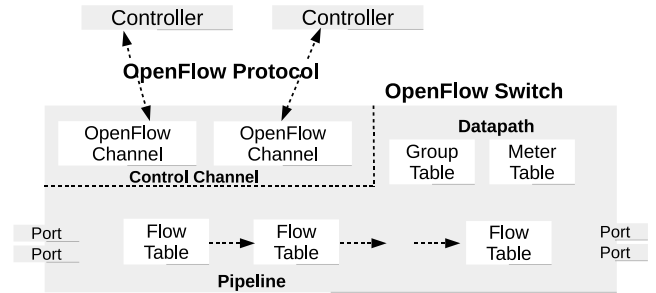 Controller
Controller
OpenFlow Protocol
OpenFlow Switch
OpenFlow
Channel
OpenFlow
Channel
Control Channel
Datapath
Group
Table
Meter
Table
Port
Port
Flow
Table
Flow
Table
Flow
Table
Port
Port
Pipeline